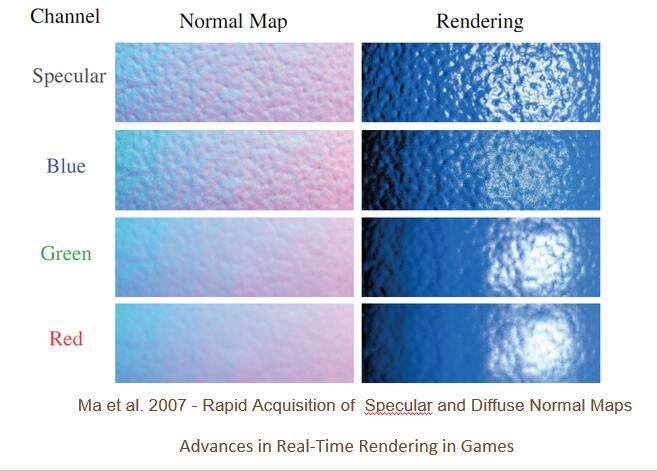 Channel Normal Map Rendering
Specular
Blue
Green
Red
Ma et al. 2007 - Rapid Acquisition of Specular and Diffuse Normal Maps
Advances in Real-Time Rendering in Games